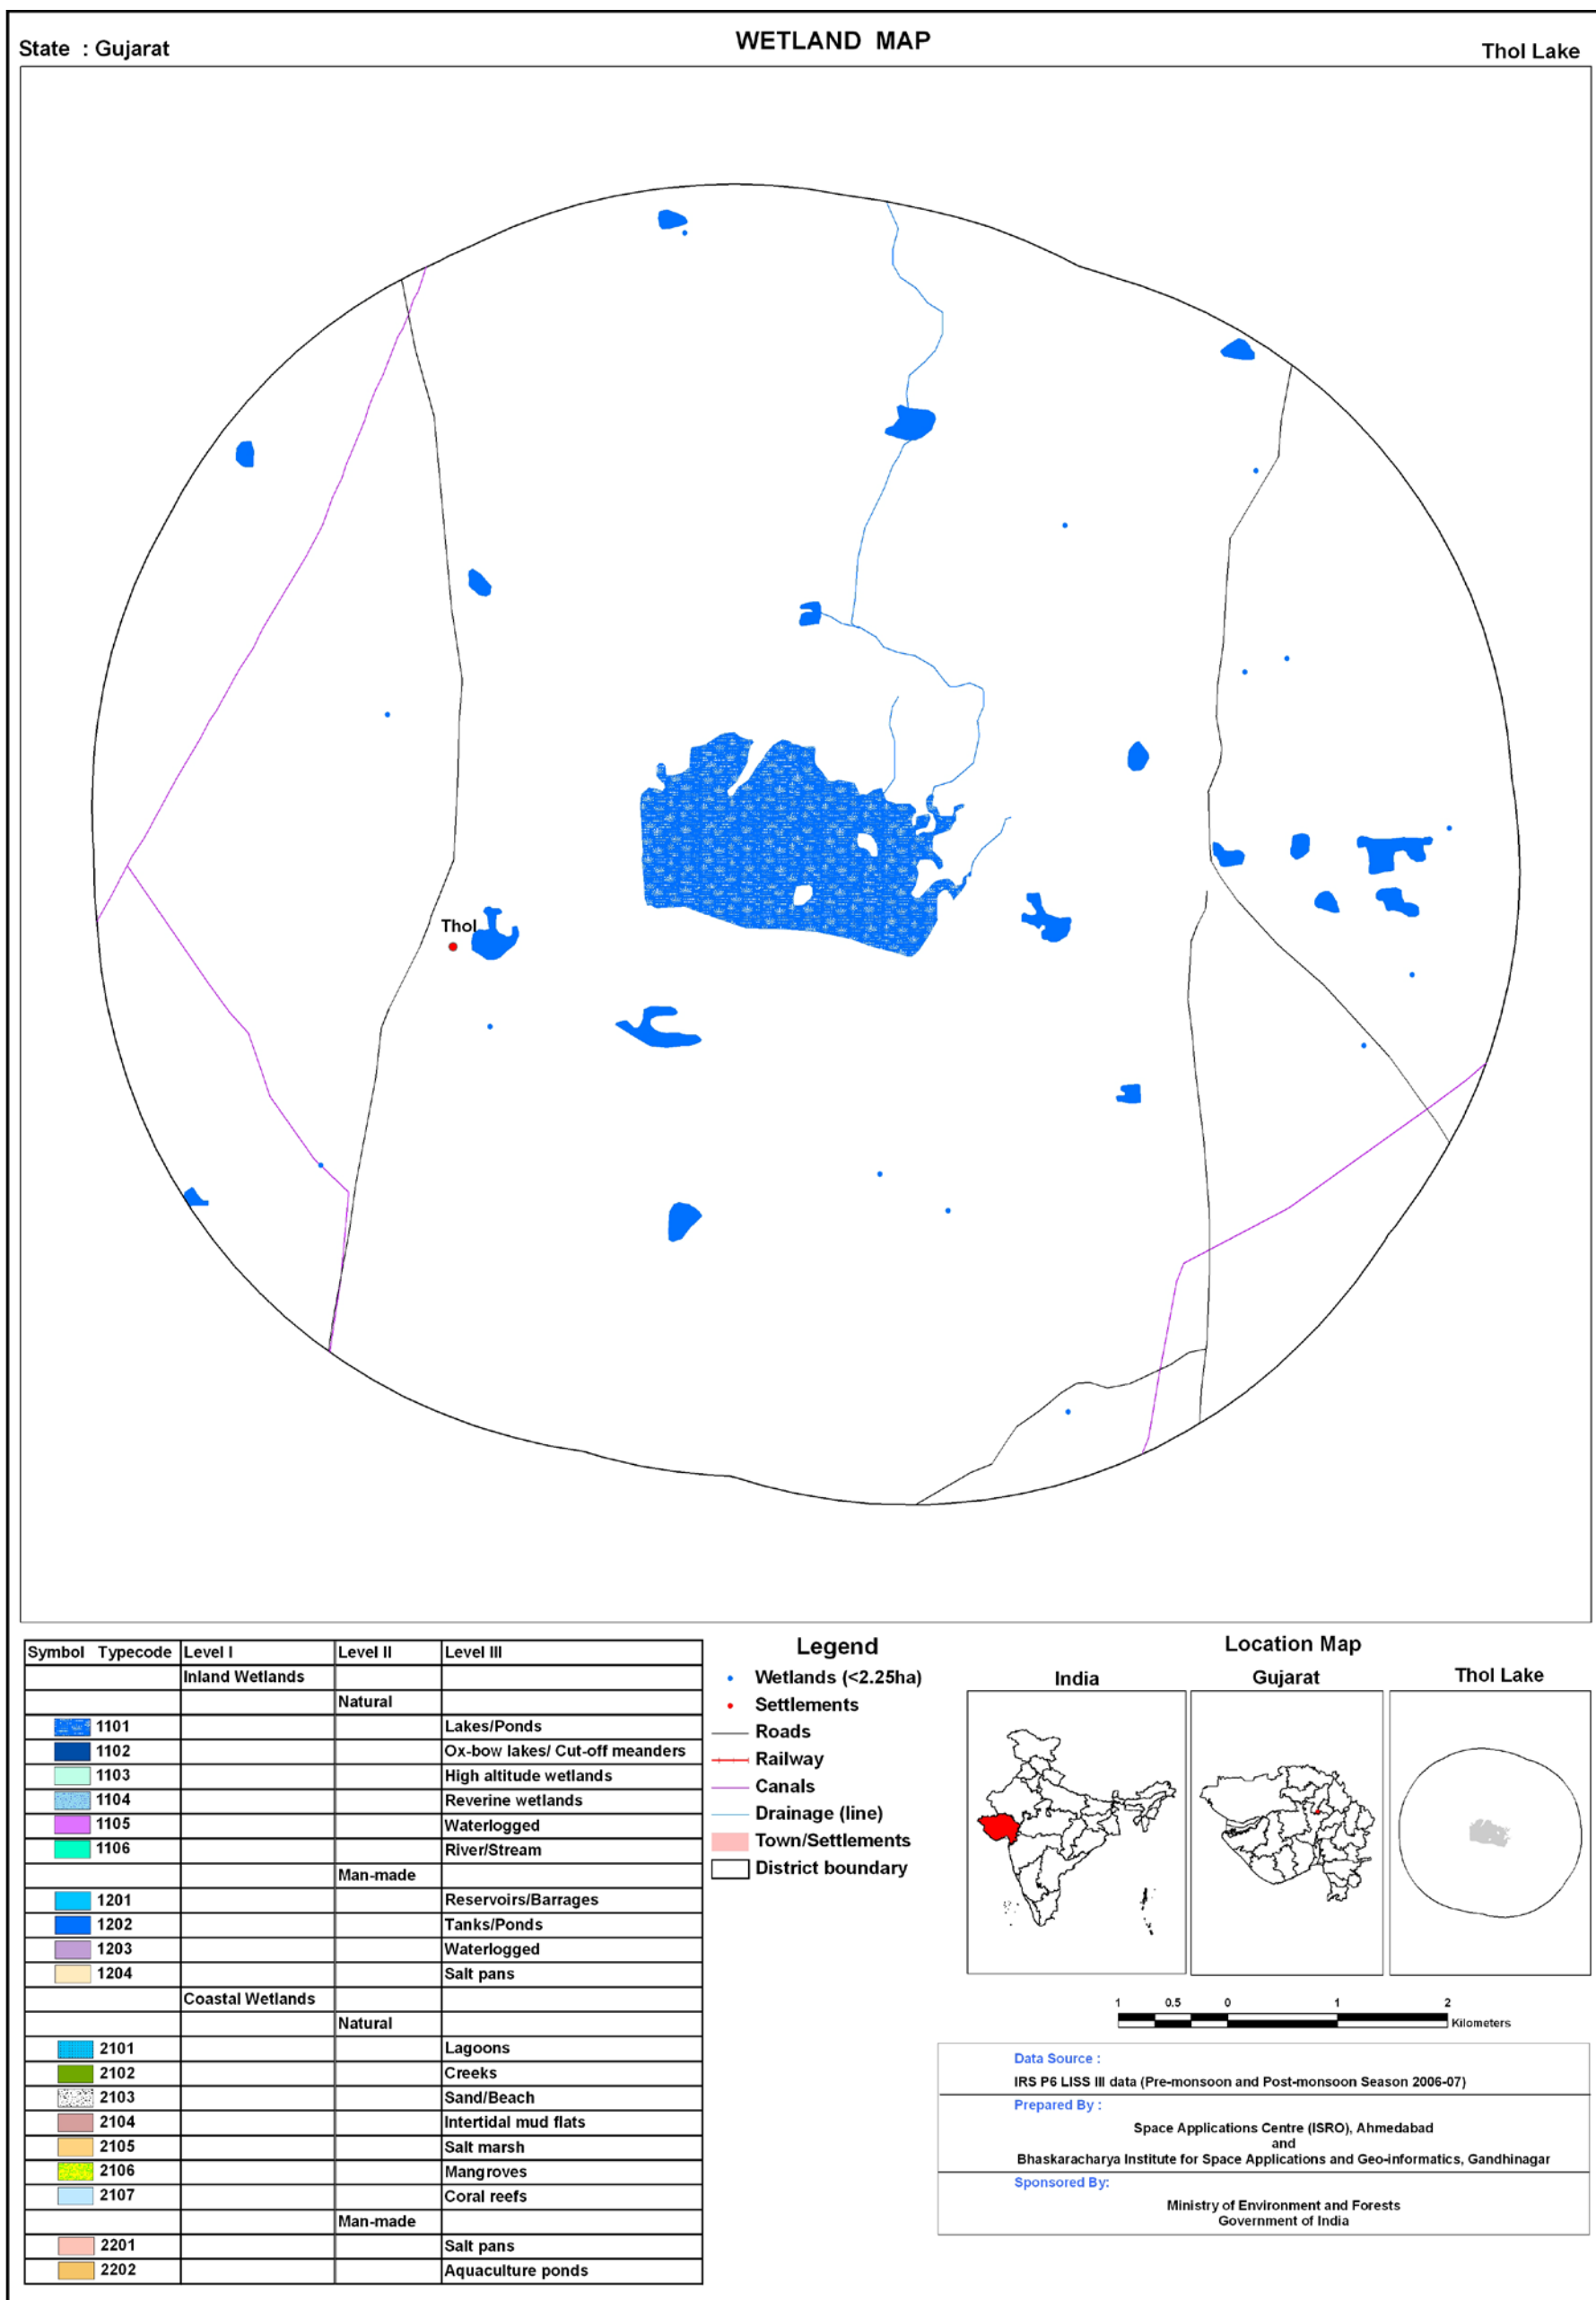 WETLAND MAP
State : Gujarat
Thol Lake
Thol
Symbol Typecode Level I Level II Level III
Inland Wetlands
Natural
1101 Lakes/Ponds
1102 Ox-bow lakes/ Cut-off meanders
1103 High altitude wetlands
1104 Reverine wetlands
1105 Waterlogged
1106 River/Stream
Man-made
1201 Reservoirs/Barrages
1202 Tanks/Ponds
1203 Waterlogged
1204 Salt pans
Coastal Wetlands
Natural
2101 Lagoons
2102 Creeks
2103 Sand/Beach
2104 Intertidal mud flats
2105 Salt marsh
2106 Mangroves
2107 Coral reefs
Man-made
2201 Salt pans
2202 Aquaculture ponds
Legend
Wetlands (<2.25ha)
Settlements
Roads
Railway
Canals
Drainage (line)
Town/Settlements
District boundary
Location Map
India
Gujarat
Thol Lake
1 0.5 0 1 2
Kilometers
Data Source :
IRS P6 LISS III data (Pre-monsoon and Post-monsoon Season 2006-07)
Prepared By :
Space Applications Centre (ISRO), Ahmedabad
and
Bhaskaracharya Institute for Space Applications and Geo-informatics, Gandhinagar
Sponsored By:
Ministry of Environment and Forests
Government of India